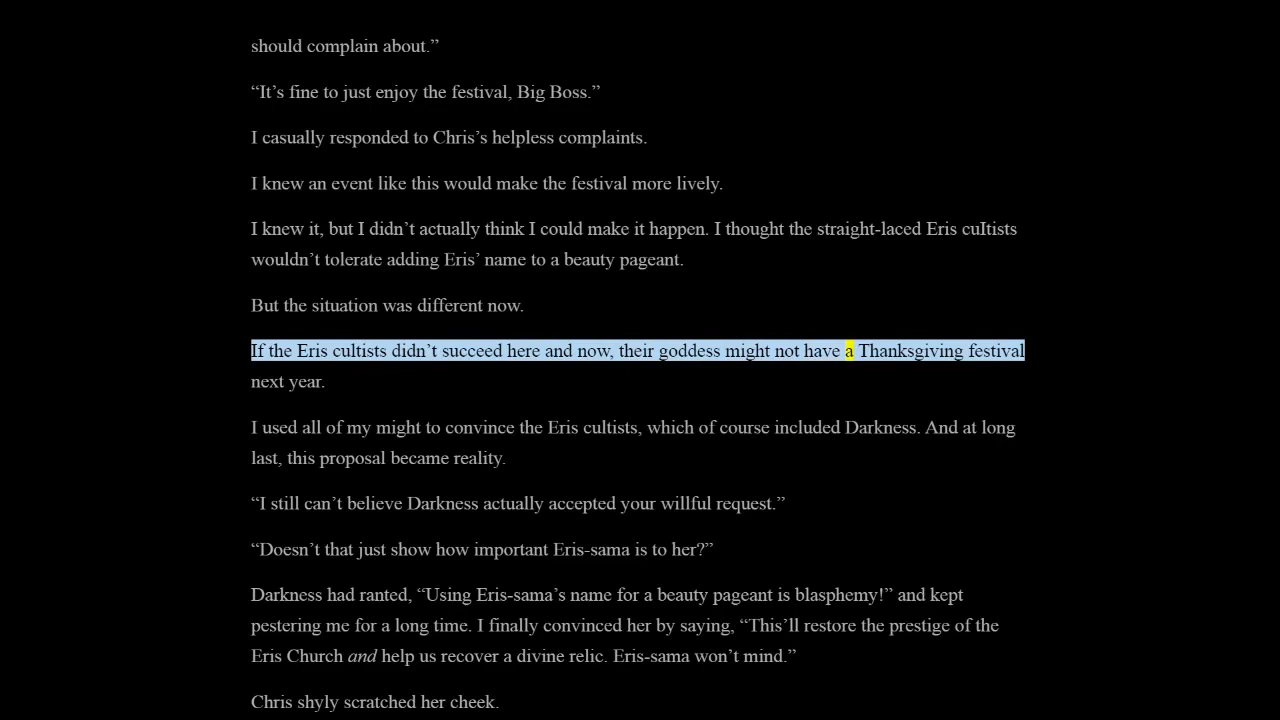 should complain about.”
“It’s fine to just enjoy the festival, Big Boss.”
I casually responded to Chris’s helpless complaints.
I knew an event like this would make the festival more lively.
I knew it, but I didn’t actually think I could make it happen. I thought the straight-laced Eris cuItists
wouldn’t tolerate adding Eris’ name to a beauty pageant.
But the situation was different now.
If the Eris cultists didn’t succeed here and now, their goddess might not have a Thanksgiving festival
next year.
I used all of my might to convince the Eris cultists, which of course included Darkness. And at long
last, this proposal became reality.
“I still can’t believe Darkness actually accepted your willful request.”
“Doesn’t that just show how important Eris-sama is to her?”
Darkness had ranted, “Using Eris-sama’s name for a beauty pageant is blasphemy!” and kept
pestering me for a long time. I finally convinced her by saying, “This’ll restore the prestige of the
Eris Church and help us recover a divine relic. Eris-sama won’t mind.”
Chris shyly scratched her cheek.